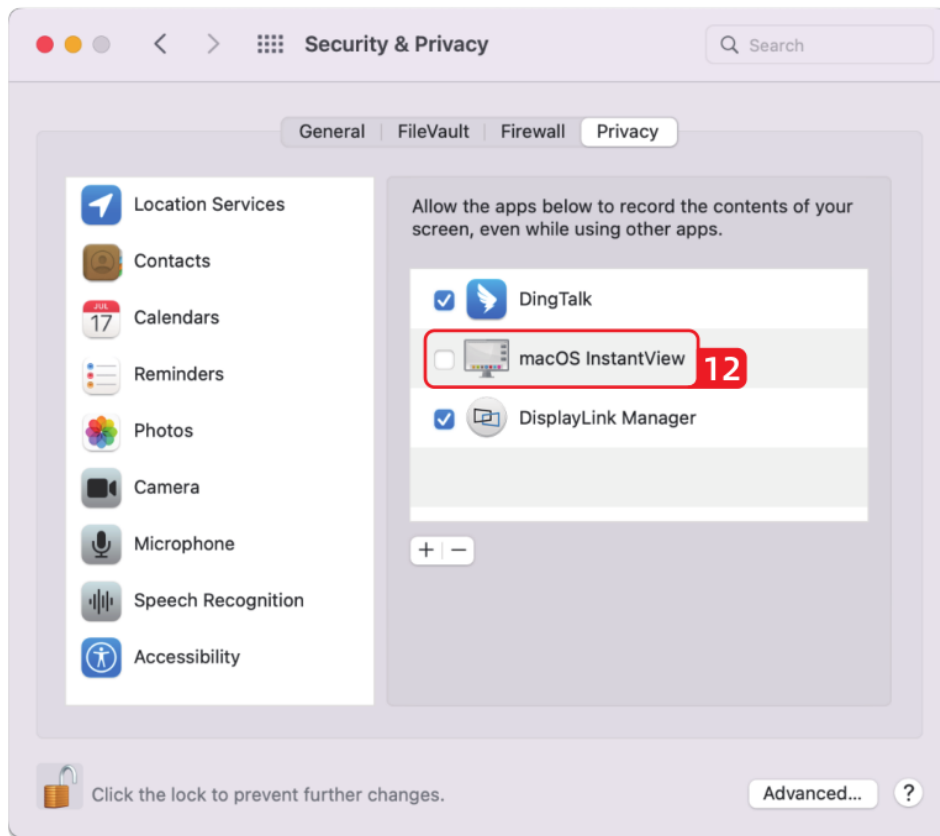 Security & Privacy
Search
General
FileVault
Firewall
Privacy
Location Services
Contacts
JUL
17
Calendars
Reminders
Photos
Camera
Microphone
Speech Recognition
Accessibility
Allow the apps below to record the contents of your
screen, even while using other apps.
DingTalk
macOS InstantView
12
DisplayLink Manager
+
−
Click the lock to prevent further changes.
Advanced...
?